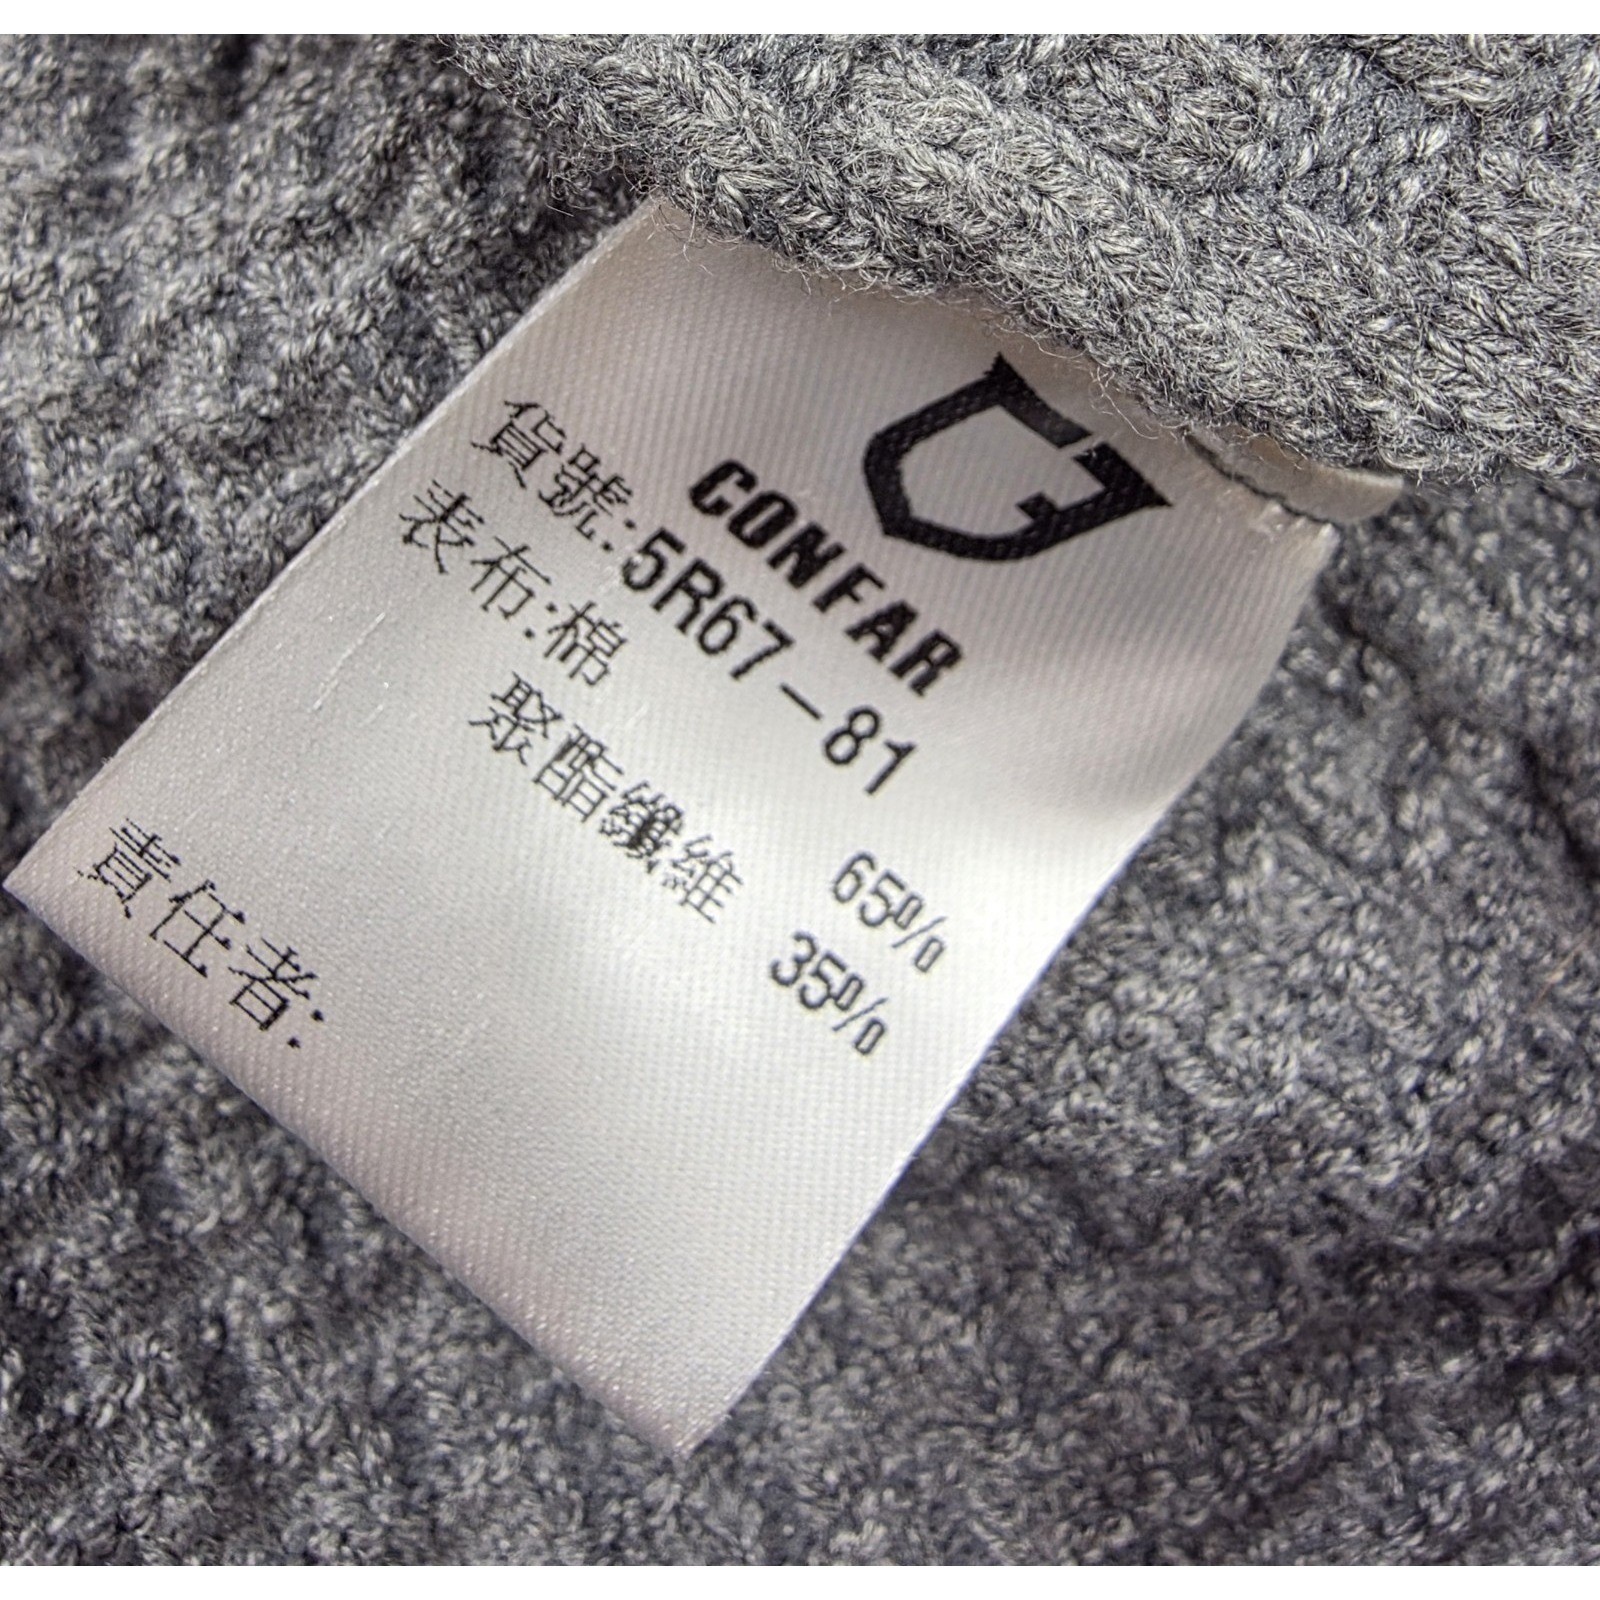 CONFAR
貨號:5R67-81
表布:棉 65%
聚酯纖維 35%
責任者: